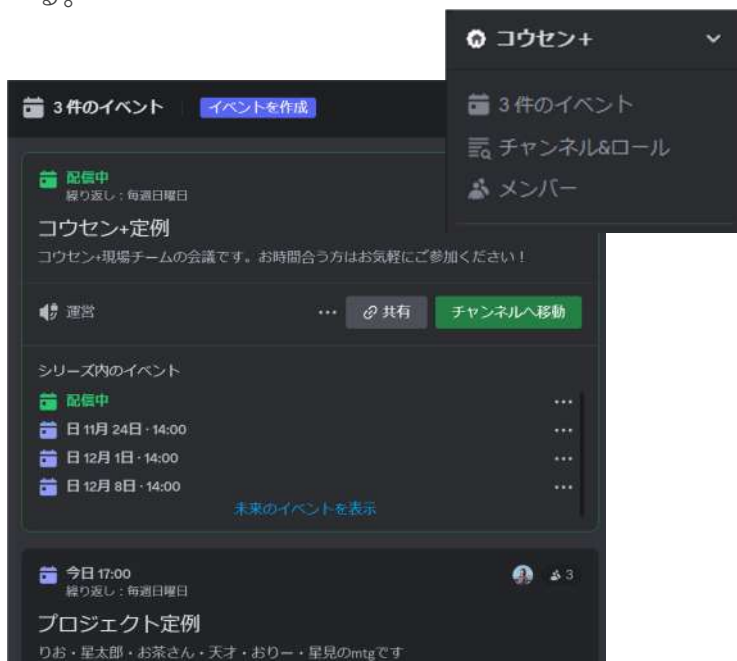 る。
コウセン+
3件のイベント
チャンネル&ロール
メンバー
3件のイベント
イベントを作成
配信中
繰り返し：毎週日曜日
コウセン+定例
コウセン+現場チームの会議です。お時間合う方はお気軽にご参加ください！
運営
… 共有 チャンネルへ移動
シリーズ内のイベント
配信中 …
日 11月 24日 · 14:00 …
日 12月 1日 · 14:00 …
日 12月 8日 · 14:00 …
未来のイベントを表示
今日 17:00
3
繰り返し：毎週日曜日
プロジェクト定例
りお・星太郎・お茶さん・天才・おりー・星見のmtgです